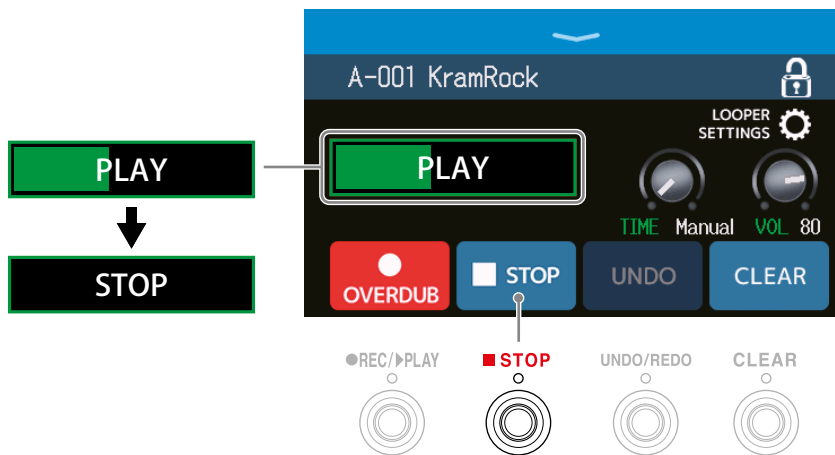 A-001 KramRock
LOOPER
SETTINGS
PLAY
PLAY
TIME Manual VOL 80
STOP
OVERDUB
STOP
UNDO
CLEAR
●REC/▶PLAY
■STOP
UNDO/REDO
CLEAR